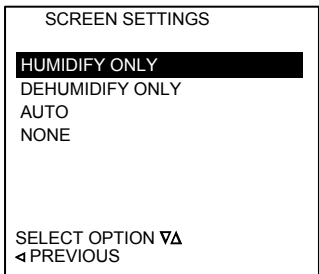 SCREEN SETTINGS
HUMIDIFY ONLY
DEHUMIDIFY ONLY
AUTO
NONE
SELECT OPTION ∇∆
⊲ PREVIOUS